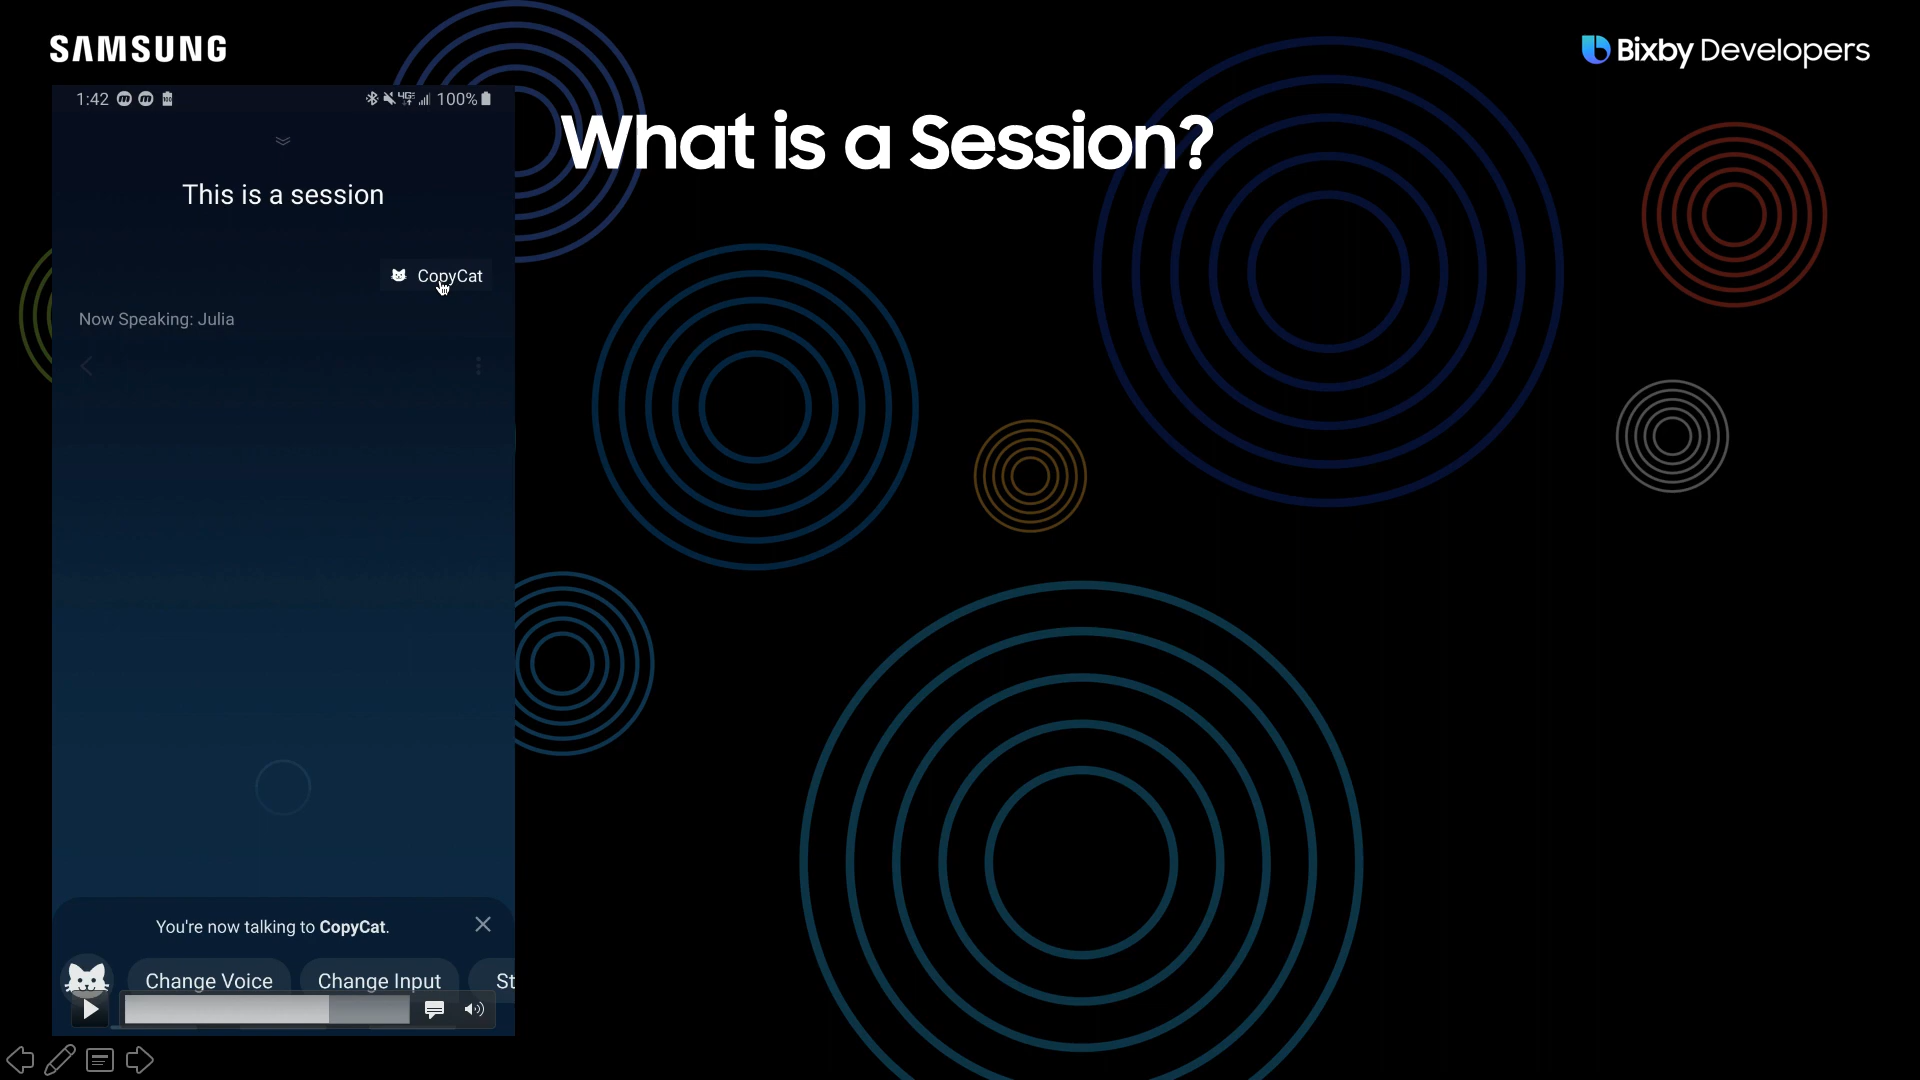 SAMSUNG
Bixby Developers
1:42
100%
What is a Session?
This is a session
CopyCat
Now Speaking: Julia
You're now talking to CopyCat.
Change Voice
Change Input
St